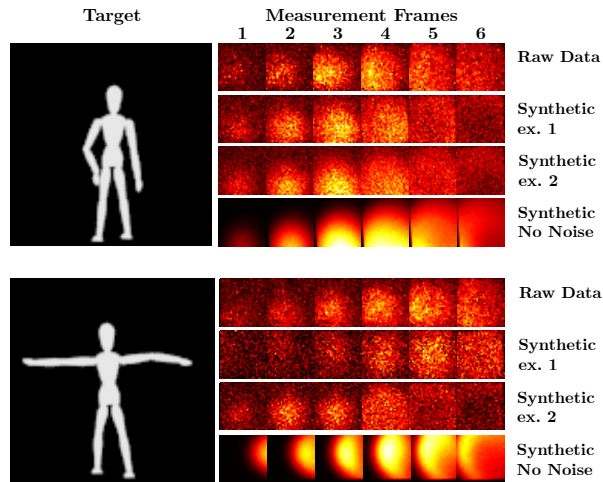 Target Measurement Frames
1 2 3 4 5 6
Raw Data
Synthetic
ex. 1
Synthetic
ex. 2
Synthetic
No Noise
Raw Data
Synthetic
ex. 1
Synthetic
ex. 2
Synthetic
No Noise